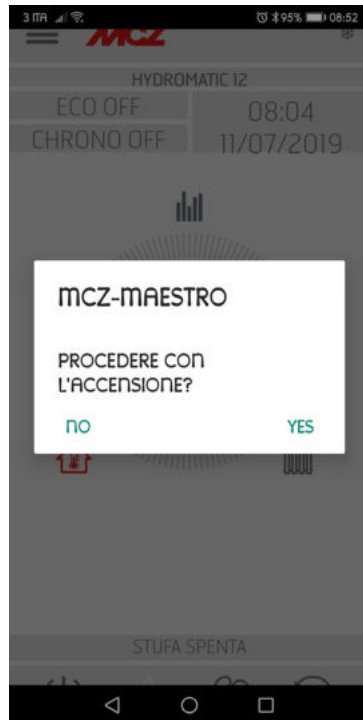 3 ITA 95% 08:52
MCZ
HYDROMATIC 12
ECO OFF
08:04
CHRONO OFF
11/07/2019
MCZ-MAESTRO
PROCEDERE CON
L'ACCENSIONE?
NO YES
STUFA SPENTA